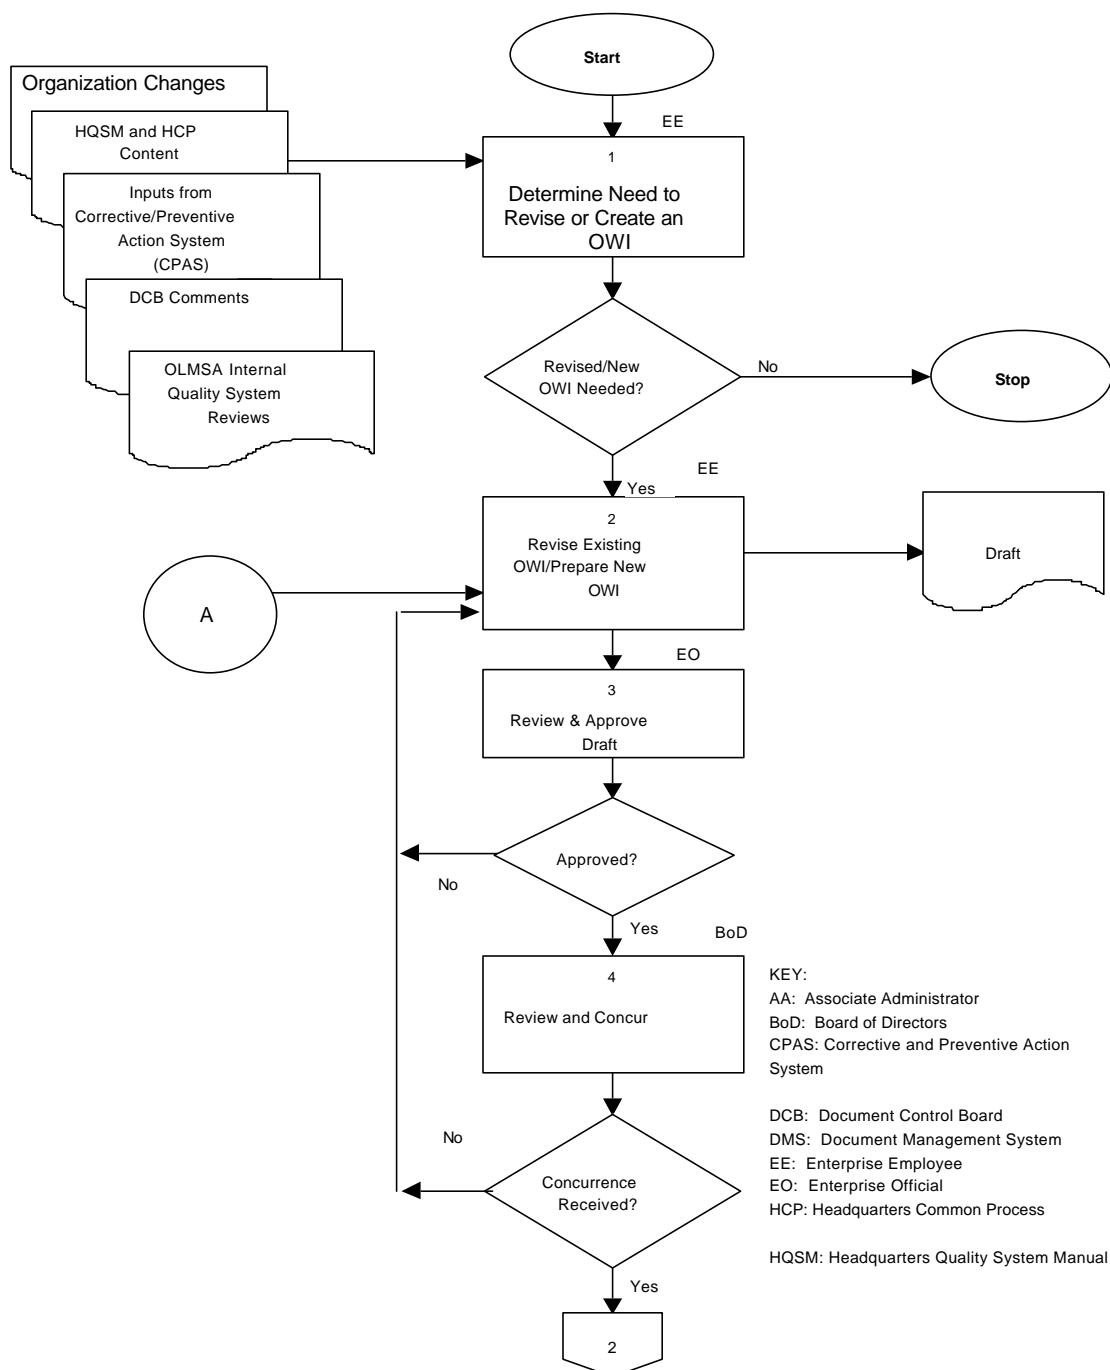 Start
Organization Changes
HQSM and HCP
Content
Inputs from
Corrective/Preventive
Action System
(CPAS)
DCB Comments
OLMSA Internal
Quality System
Reviews
EE
1
Determine Need to
Revise or Create an
OWI
Revised/New
OWI Needed?
No
Stop
Yes
EE
2
Revise Existing
OWI/Prepare New
OWI
Draft
A
EO
3
Review & Approve
Draft
Approved?
No
Yes
BoD
4
Review and Concur
Concurrence
Received?
No
Yes
2
KEY:
AA: Associate Administrator
BoD: Board of Directors
CPAS: Corrective and Preventive Action
System
DCB: Document Control Board
DMS: Document Management System
EE: Enterprise Employee
EO: Enterprise Official
HCP: Headquarters Common Process
HQSM: Headquarters Quality System Manual